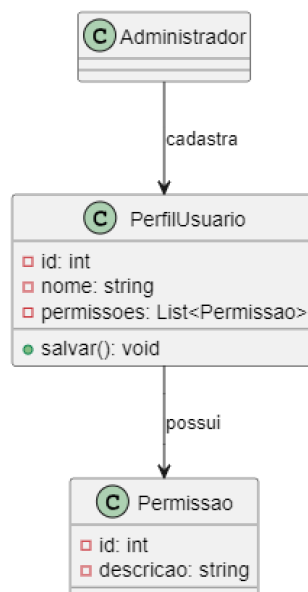 C Administrador
cadastra
C PerfilUsuario
id: int
nome: string
permissoes: List<Permissao>
salvar(): void
possui
C Permissao
id: int
descricao: string